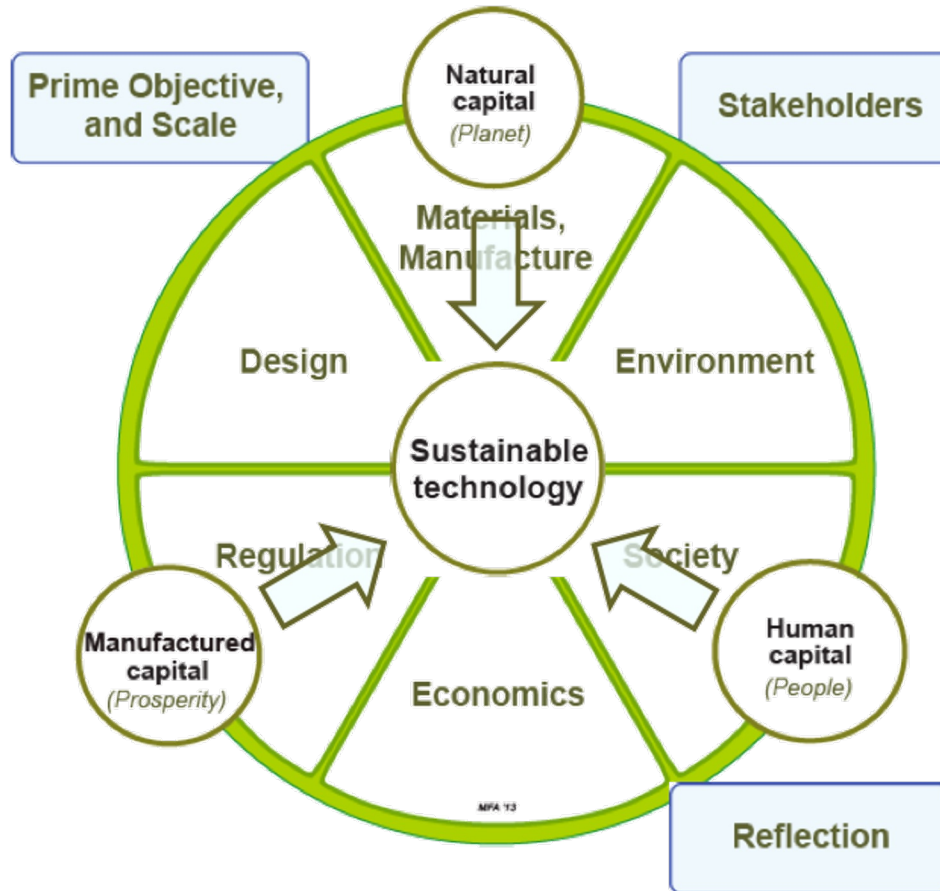 Natural
capital
(Planet)
Prime Objective,
and Scale
Stakeholders
Materials,
Manufacture
Design
Environment
Sustainable
technology
Regulation
Society
Manufactured
capital
(Prosperity)
Human
capital
(People)
Economics
MFA '13
Reflection